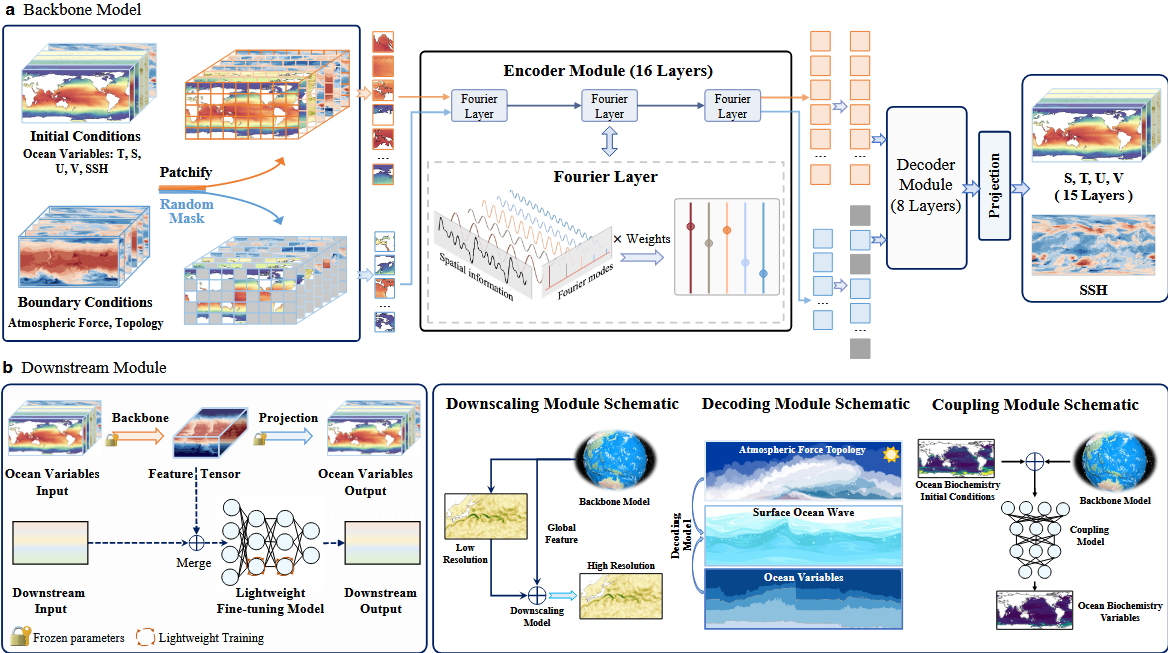 a Backbone Model
Initial Conditions
Ocean Variables: T, S,
U, V, SSH
Patchify
Random
Mask
Boundary Conditions
Atmospheric Force, Topology
...
...
Encoder Module (16 Layers)
Fourier
Layer
Fourier
Layer
Fourier
Layer
Fourier Layer
Spatial information
Fourier modes
× Weights
...
...
...
...
Decoder
Module
(8 Layers)
Projection
S, T, U, V
( 15 Layers )
SSH
b Downstream Module
Backbone
Projection
Ocean Variables
Input
Feature Tensor
Ocean Variables
Output
Merge
Downstream
Input
Lightweight
Fine-tuning Model
Downstream
Output
Frozen parameters
Lightweight Training
Downscaling Module Schematic
Backbone Model
Low
Resolution
Global
Feature
High Resolution
Downscaling
Model
Decoding Module Schematic
Atmospheric Force Topology
Surface Ocean Wave
Decoding
Model
Ocean Variables
Coupling Module Schematic
Ocean Biochemistry
Initial Conditions
Backbone Model
Coupling
Model
Ocean Biochemistry
Variables